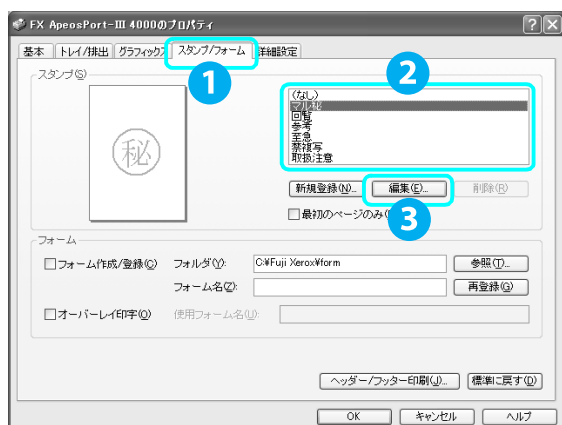 FX ApeosPort-III 4000のプロパティ
基本 トレイ/排出 グラフィックス スタンプ/フォーム 詳細設定
1
2
スタンプ(S)
(なし)
マル秘
回覧
参考
至急
禁複写
取扱注意
秘
新規登録(N)... 編集(E)... 削除(R)
3
最初のページのみ(
フォーム
フォーム作成/登録(C) フォルダ(Y): C:¥Fuji Xerox¥form 参照(T)...
フォーム名(Z): 再登録(G)
オーバーレイ印字(O) 使用フォーム名(U):
ヘッダー/フッター印刷(J)... 標準に戻す(D)
OK キャンセル ヘルプ